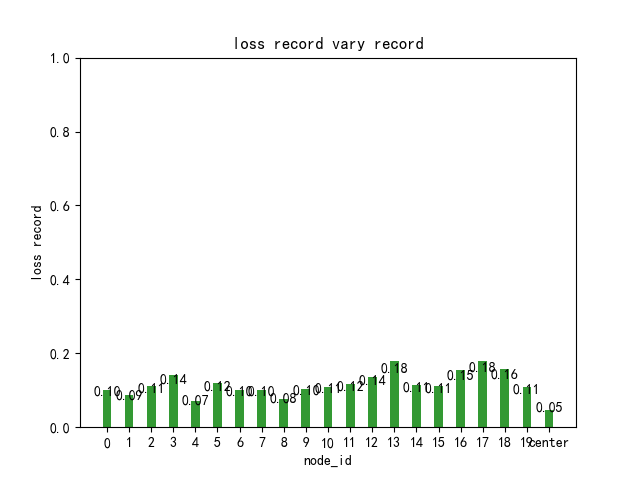 loss record vary record
loss record
1.0
0.8
0.6
0.4
0.2
0.0
0.10 0.09 0.11 0.14 0.07 0.12 0.10 0.10 0.08 0.10 0.11 0.12 0.14 0.18 0.11 0.11 0.15 0.18 0.16 0.11 0.05
0 1 2 3 4 5 6 7 8 9 10 11 12 13 14 15 16 17 18 19 center
node_id